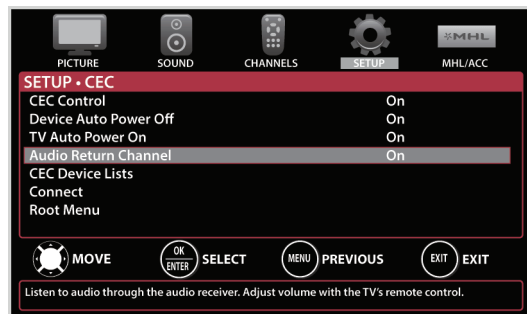 MHL
PICTURE SOUND CHANNELS SETUP MHL/ACC
SETUP • CEC
CEC Control On
Device Auto Power Off On
TV Auto Power On On
Audio Return Channel On
CEC Device Lists
Connect
Root Menu
MOVE OK ENTER SELECT MENU PREVIOUS EXIT EXIT
Listen to audio through the audio receiver. Adjust volume with the TV's remote control.